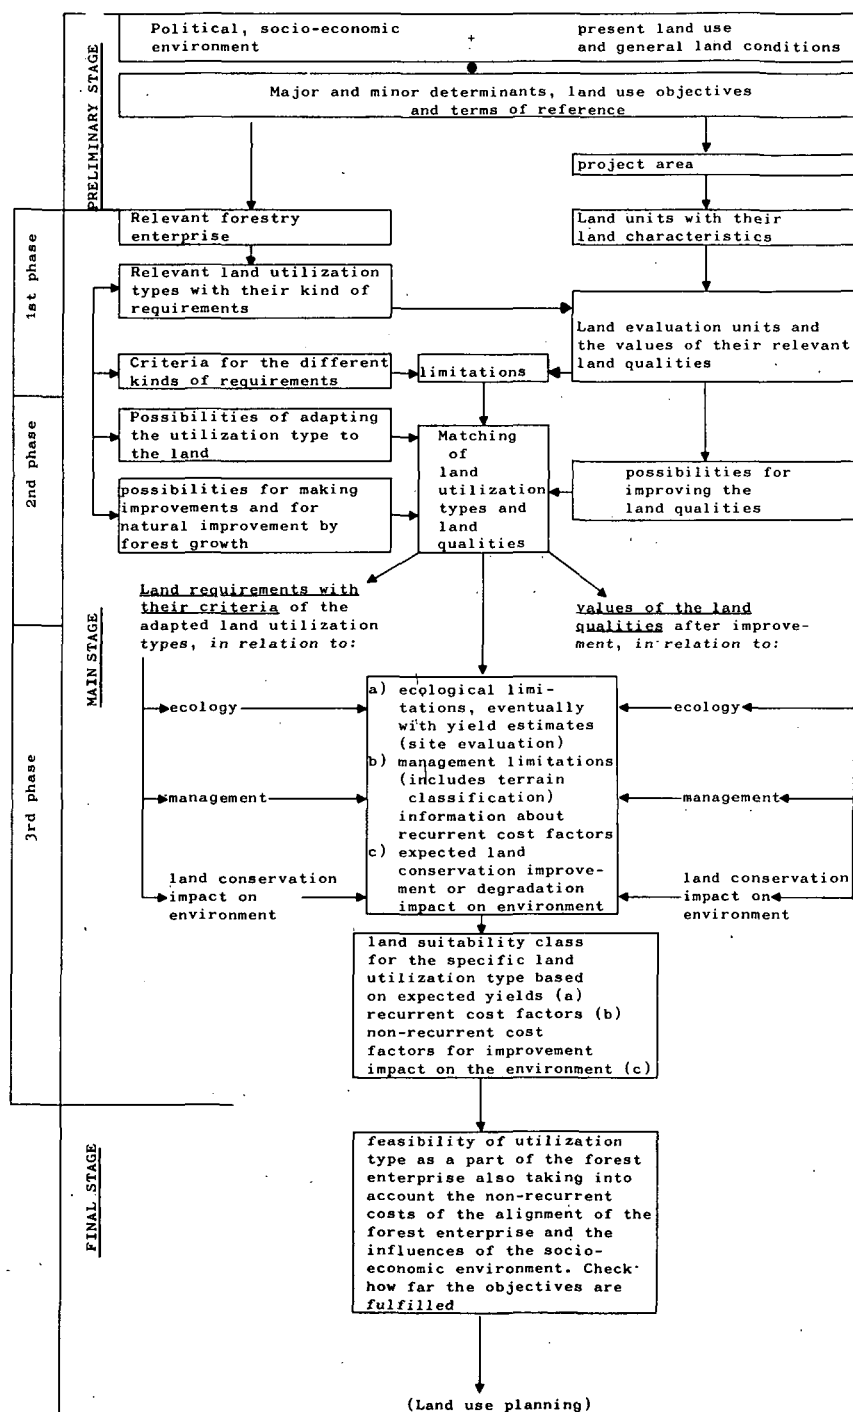 PRELIMINARY STAGE
Political, socio-economic
environment
+
present land use
and general land conditions
Major and minor determinants, land use objectives
and terms of reference
project area
1st phase
Relevant forestry
enterprise
Land units with their
land characteristics
Relevant land utilization
types with their kind of
requirements
Land evaluation units and
the values of their relevant
land qualities
Criteria for the different
kinds of requirements
limitations
2nd phase
Possibilities of adapting
the utilization type to
the land
Matching
of
land
utilization
types and
land
qualities
possibilities for
improving the
land qualities
possibilities for making
improvements and for
natural improvement by
forest growth
MAIN STAGE
Land requirements with
their criteria of the
adapted land utilization
types, in relation to:
values of the land
qualities after improve-
ment, in relation to:
3rd phase
ecology
management
land conservation
impact on
environment
a) ecological limi-
tations, eventually
with yield estimates
(site evaluation)
b) management limitations
(includes terrain
classification)
information about
recurrent cost factors
c) expected land
conservation improve-
ment or degradation
impact on environment
ecology
management
land conservation
impact on
environment
land suitability class
for the specific land
utilization type based
on expected yields (a)
recurrent cost factors (b)
non-recurrent cost
factors for improvement
impact on the environment (c)
FINAL STAGE
feasibility of utilization
type as a part of the forest
enterprise also taking into
account the non-recurrent
costs of the alignment of the
forest enterprise and the
influences of the socio-
economic environment. Check
how far the objectives are
fulfilled
(Land use planning)